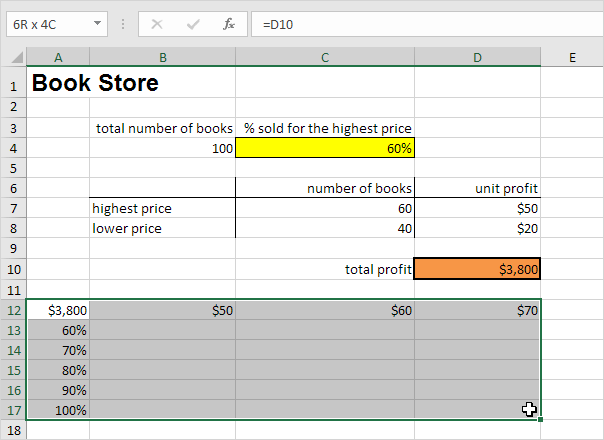 6R x 4C fx =D10
A B C D E
1 Book Store
2
3 total number of books % sold for the highest price
4 100 60%
5
6 number of books unit profit
7 highest price 60 $50
8 lower price 40 $20
9
10 total profit $3,800
11
12 $3,800 $50 $60 $70
13 60%
14 70%
15 80%
16 90%
17 100%
18